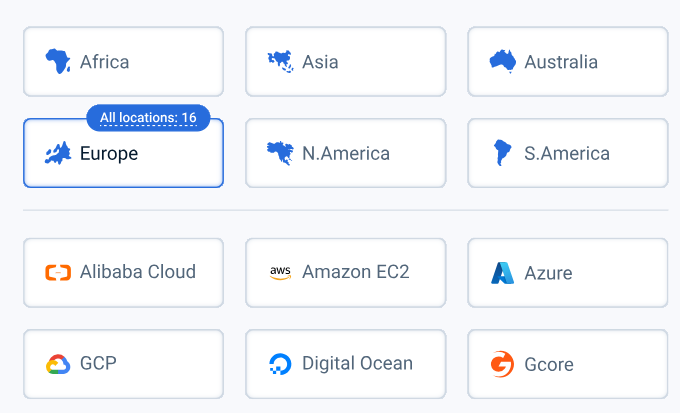 Africa
Asia
Australia
All locations: 16
Europe
N.America
S.America
Alibaba Cloud
aws
Amazon EC2
Azure
GCP
Digital Ocean
Gcore